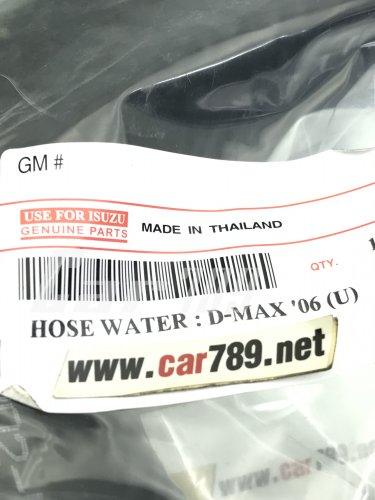 GM #
USE FOR ISUZU
GENUINE PARTS
MADE IN THAILAND
QTY.
HOSE WATER : D-MAX '06 (U)
www.car789.net